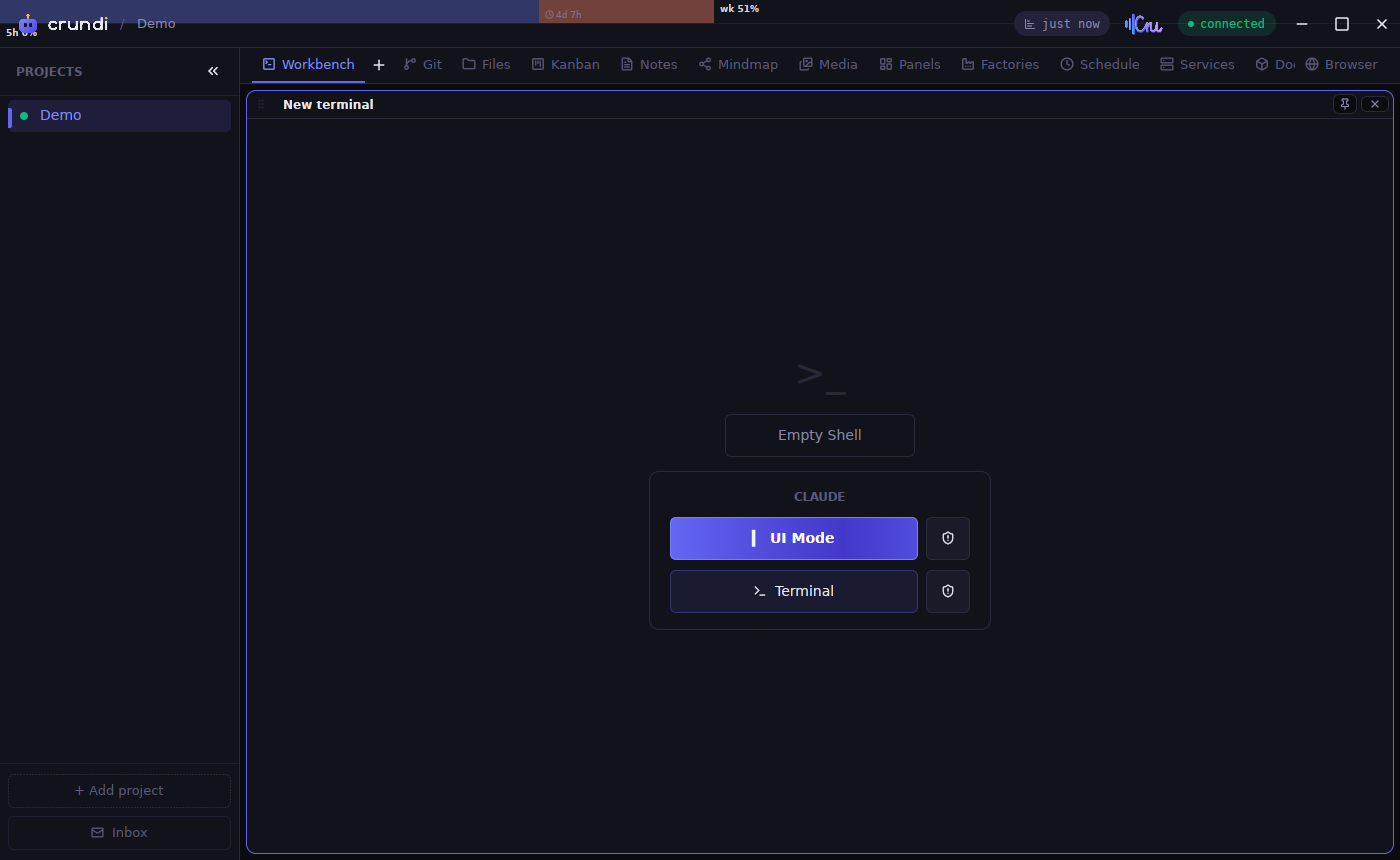 4d 7h
wk 51%
5h 0%
crundi / Demo
just now
Cru
connected
PROJECTS
Workbench
Git
Files
Kanban
Notes
Mindmap
Media
Panels
Factories
Schedule
Services
Doc
Browser
Demo
New terminal
>_
Empty Shell
CLAUDE
UI Mode
Terminal
+ Add project
Inbox